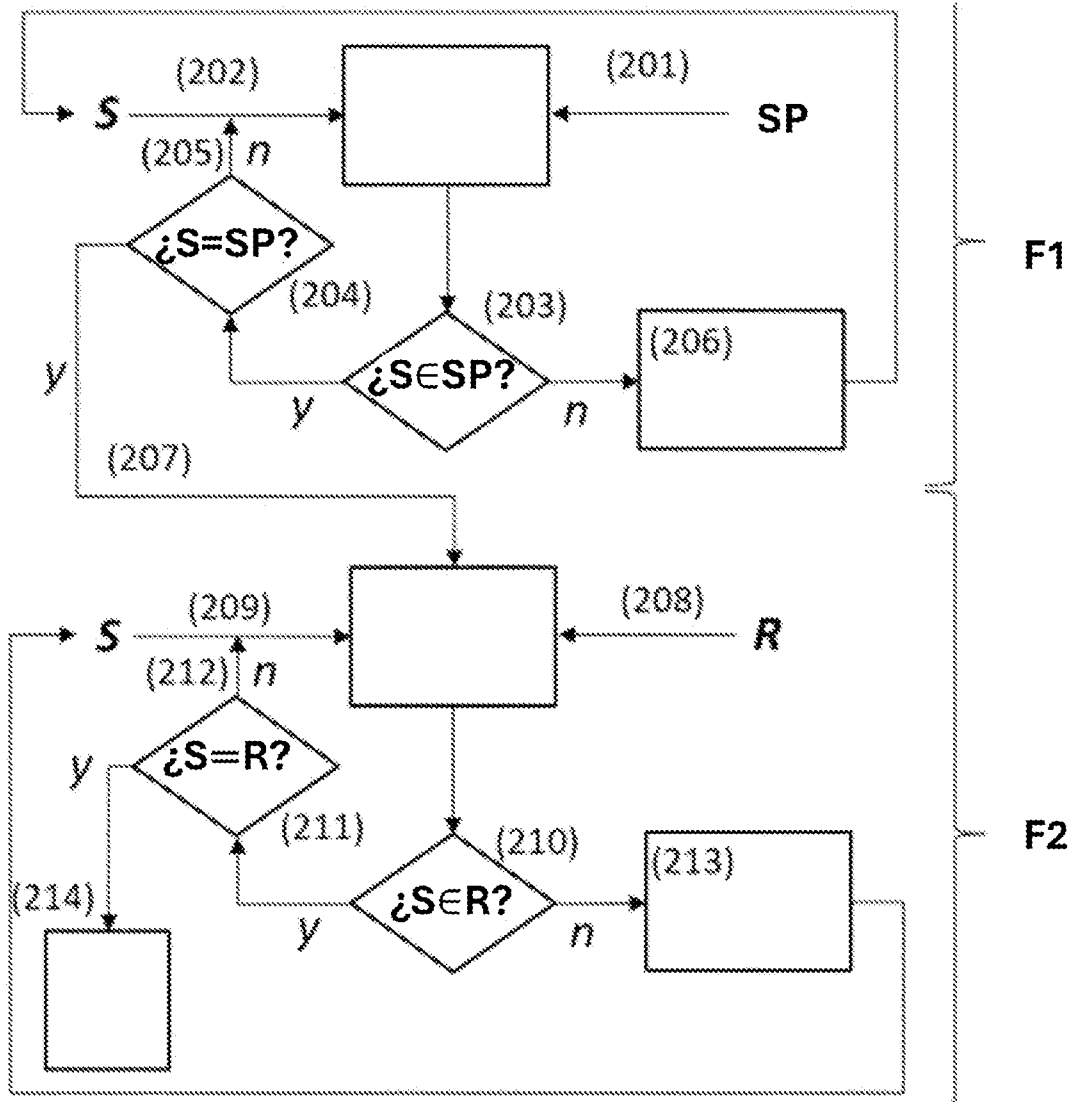 (202)
(201)
S
SP
(205)
n
¿S=SP?
F1
(204)
(203)
(206)
y
¿S∈SP?
y
n
(207)
(209)
(208)
S
R
(212)
n
¿S=R?
y
(211)
(210)
F2
(213)
(214)
¿S∈R?
y
n